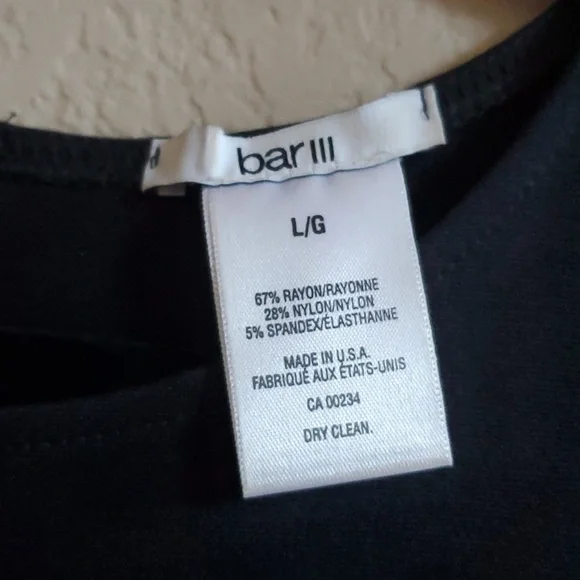 bar III
L/G
67% RAYON/RAYONNE
28% NYLON/NYLON
5% SPANDEX/ÉLASTHANNE
MADE IN U.S.A.
FABRIQUÉ AUX ÉTATS-UNIS
CA 00234
DRY CLEAN.